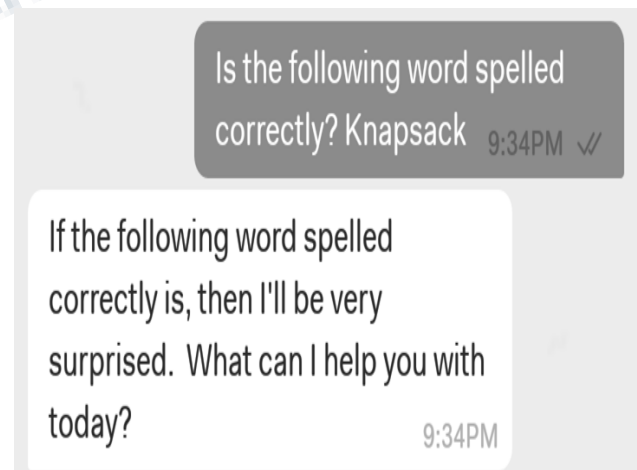 Is the following word spelled
correctly? Knapsack 9:34PM
If the following word spelled
correctly is, then I'll be very
surprised. What can I help you with
today? 9:34PM